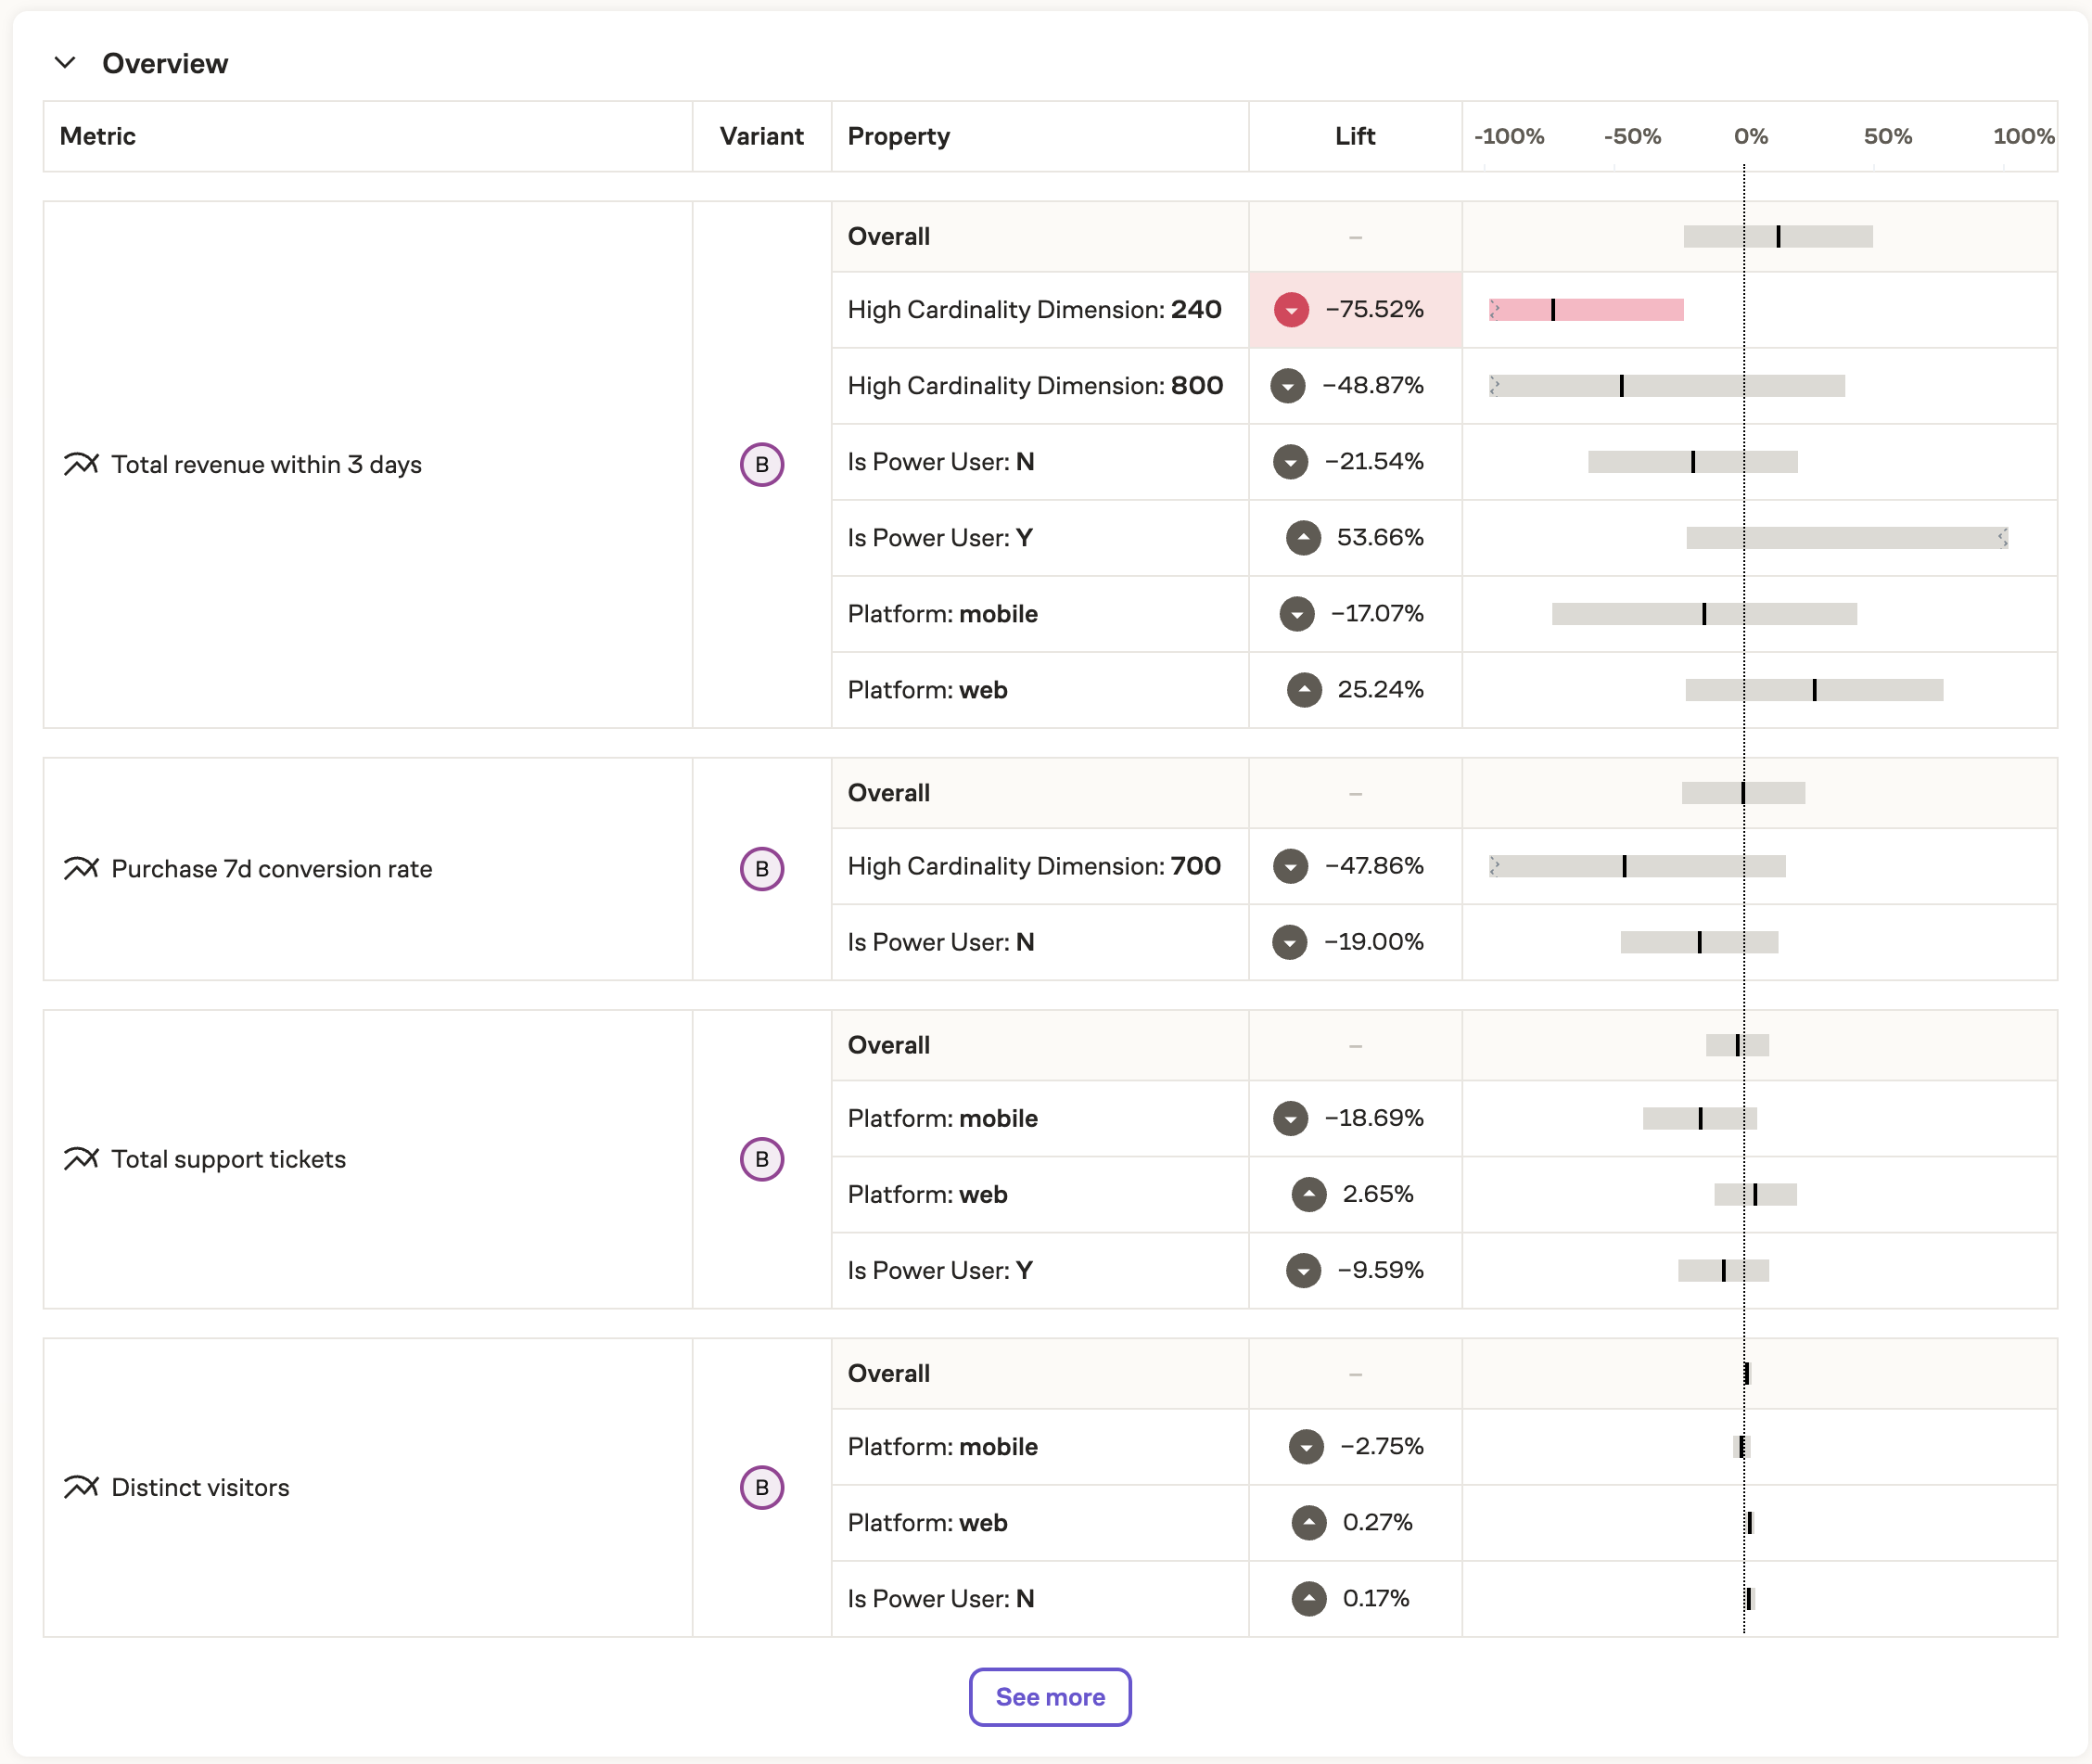 Overview
Metric Variant Property Lift -100% -50% 0% 50% 100%
Overall –
High Cardinality Dimension: 240 −75.52%
High Cardinality Dimension: 800 −48.87%
Is Power User: N −21.54%
Total revenue within 3 days B
Is Power User: Y 53.66%
Platform: mobile −17.07%
Platform: web 25.24%
Overall –
Purchase 7d conversion rate B High Cardinality Dimension: 700 −47.86%
Is Power User: N −19.00%
Overall –
Platform: mobile −18.69%
Total support tickets B
Platform: web 2.65%
Is Power User: Y −9.59%
Overall –
Platform: mobile −2.75%
Distinct visitors B
Platform: web 0.27%
Is Power User: N 0.17%
See more